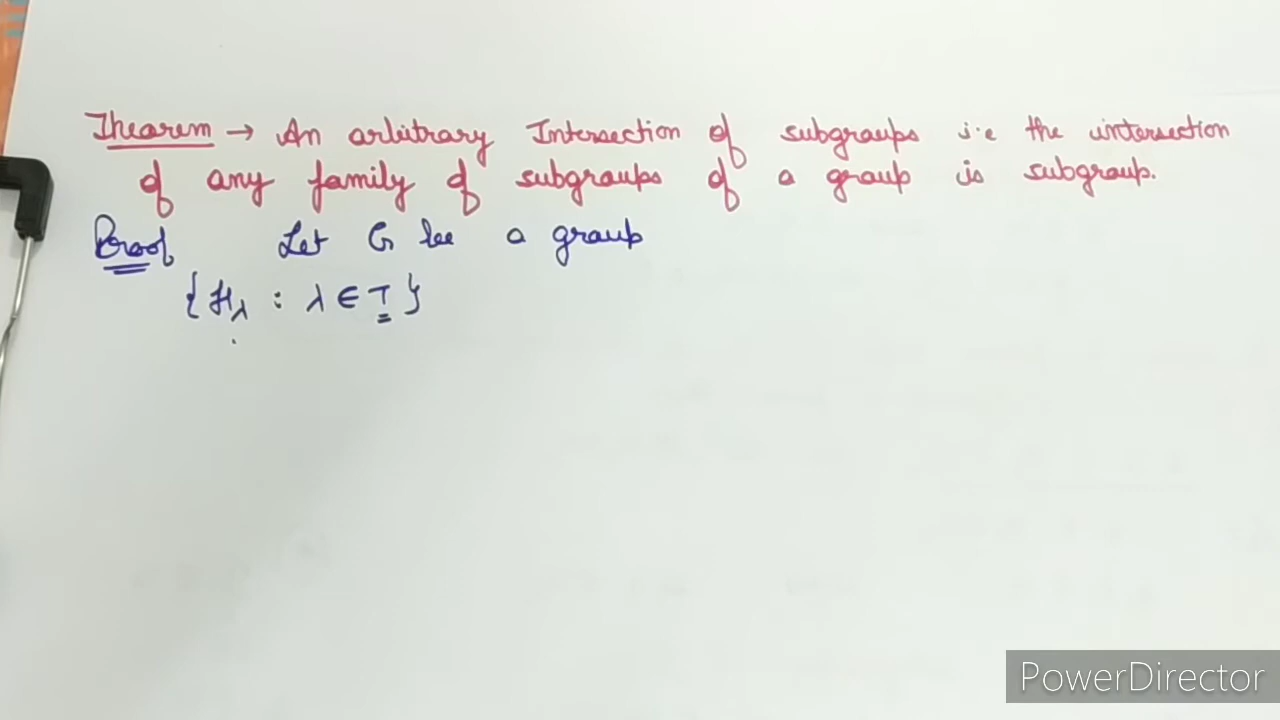 Theorem → An arbitrary Intersection of subgroups i.e the intersection
of any family of subgroups of a group is subgroup.
Proof Let G be a group
{H_λ : λ ∈ T}
PowerDirector